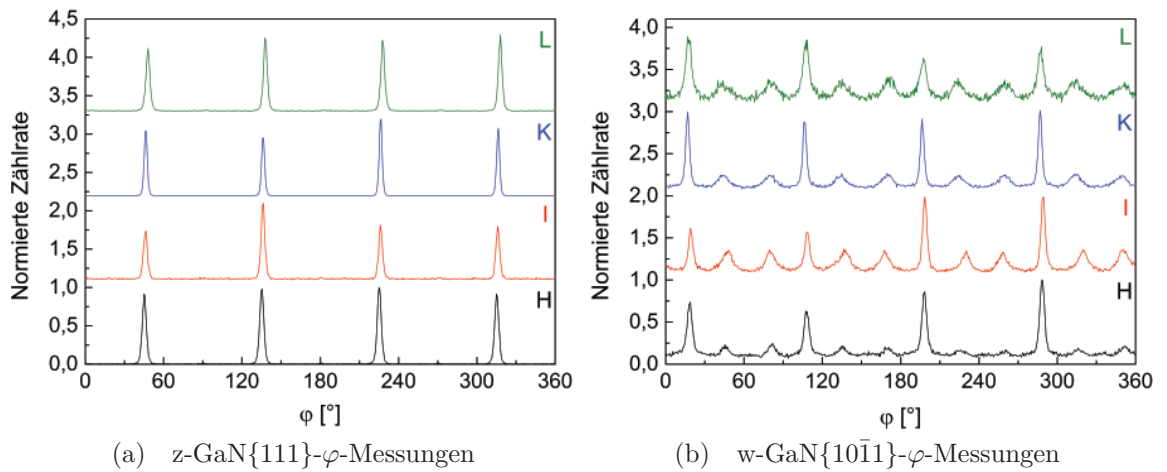 4,5
4,0
3,5
3,0
2,5
2,0
1,5
1,0
0,5
0,0
Normierte Zählrate
L
K
I
H
0 60 120 180 240 300 360
φ [°]
(a) z-GaN{111}-φ-Messungen
4,0
3,5
3,0
2,5
2,0
1,5
1,0
0,5
0,0
Normierte Zählrate
L
K
I
H
0 60 120 180 240 300 360
φ [°]
(b) w-GaN{101̄1}-φ-Messungen